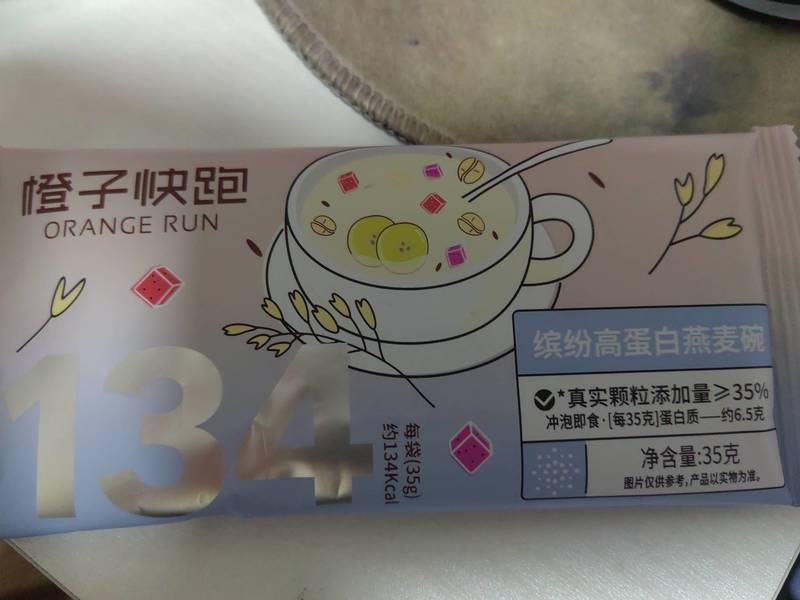 橙子快跑
ORANGE RUN
134
每袋(35g)
约134Kcal
缤纷高蛋白燕麦碗
*真实颗粒添加量≥35%
冲泡即食·[每35克]蛋白质──约6.5克
净含量:35克
图片仅供参考,产品以实物为准。